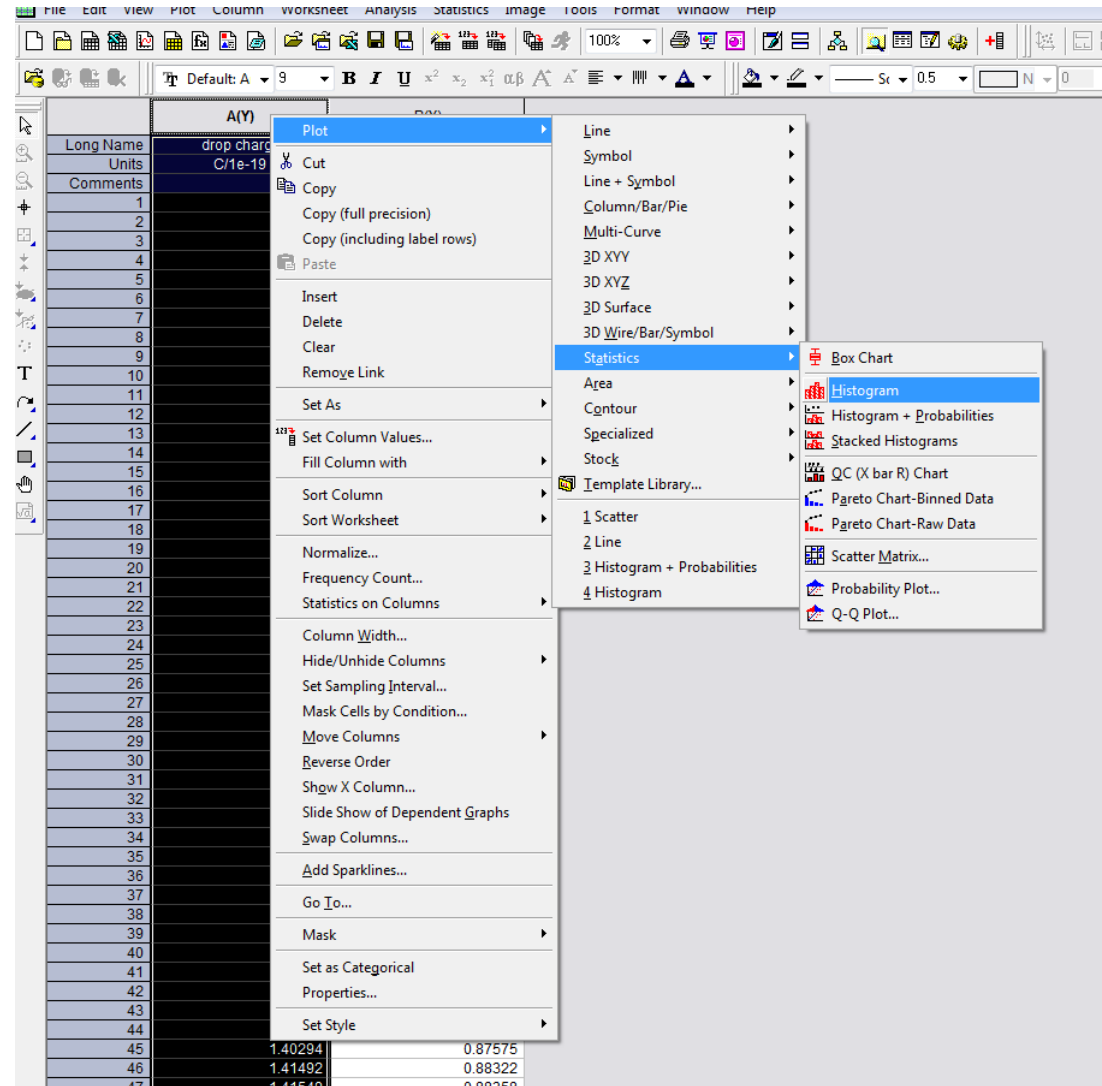 File Edit View Plot Column Worksheet Analysis Statistics Image Tools Format Window Help
100%
Default: A 9 B I U x² x₂ x₁² αβ A A A 0.5 N 0
A(Y)
Long Name drop
Units C/1e-19
Comments
1
2
3
4
5
6
7
8
9
10
11
12
13
14
15
16
17
18
19
20
21
22
23
24
25
26
27
28
29
30
31
32
33
34
35
36
37
38
39
40
41
42
43
44
45 1.40294 0.87575
46 1.41492 0.88322
Plot
Cut
Copy
Copy (full precision)
Copy (including label rows)
Paste
Insert
Delete
Clear
Remove Link
Set As
Set Column Values...
Fill Column with
Sort Column
Sort Worksheet
Normalize...
Frequency Count...
Statistics on Columns
Column Width...
Hide/Unhide Columns
Set Sampling Interval...
Mask Cells by Condition...
Move Columns
Reverse Order
Show X Column...
Slide Show of Dependent Graphs
Swap Columns...
Add Sparklines...
Go To...
Mask
Set as Categorical
Properties...
Set Style
Line
Symbol
Line + Symbol
Column/Bar/Pie
Multi-Curve
3D XYY
3D XYZ
3D Surface
3D Wire/Bar/Symbol
Statistics
Area
Contour
Specialized
Stock
Template Library...
1 Scatter
2 Line
3 Histogram + Probabilities
4 Histogram
Box Chart
Histogram
Histogram + Probabilities
Stacked Histograms
QC (X bar R) Chart
Pareto Chart-Binned Data
Pareto Chart-Raw Data
Scatter Matrix...
Probability Plot...
Q-Q Plot...